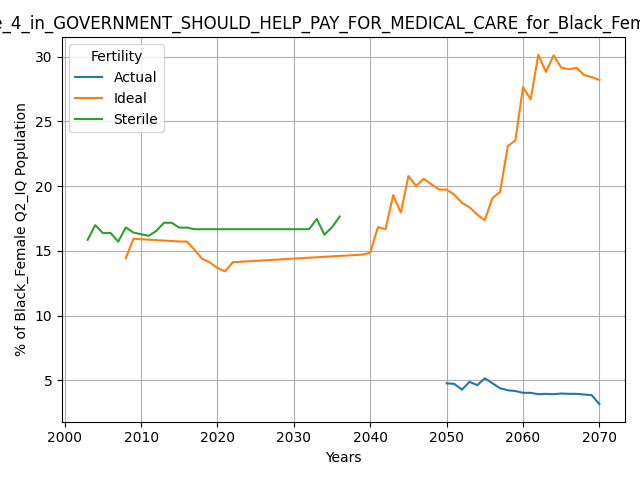 e_4_in_GOVERNMENT_SHOULD_HELP_PAY_FOR_MEDICAL_CARE_for_Black_Fem
Fertility
Actual
Ideal
Sterile
% of Black_Female Q2_IQ Population
30
25
20
15
10
5
2000
2010
2020
2030
2040
2050
2060
2070
Years